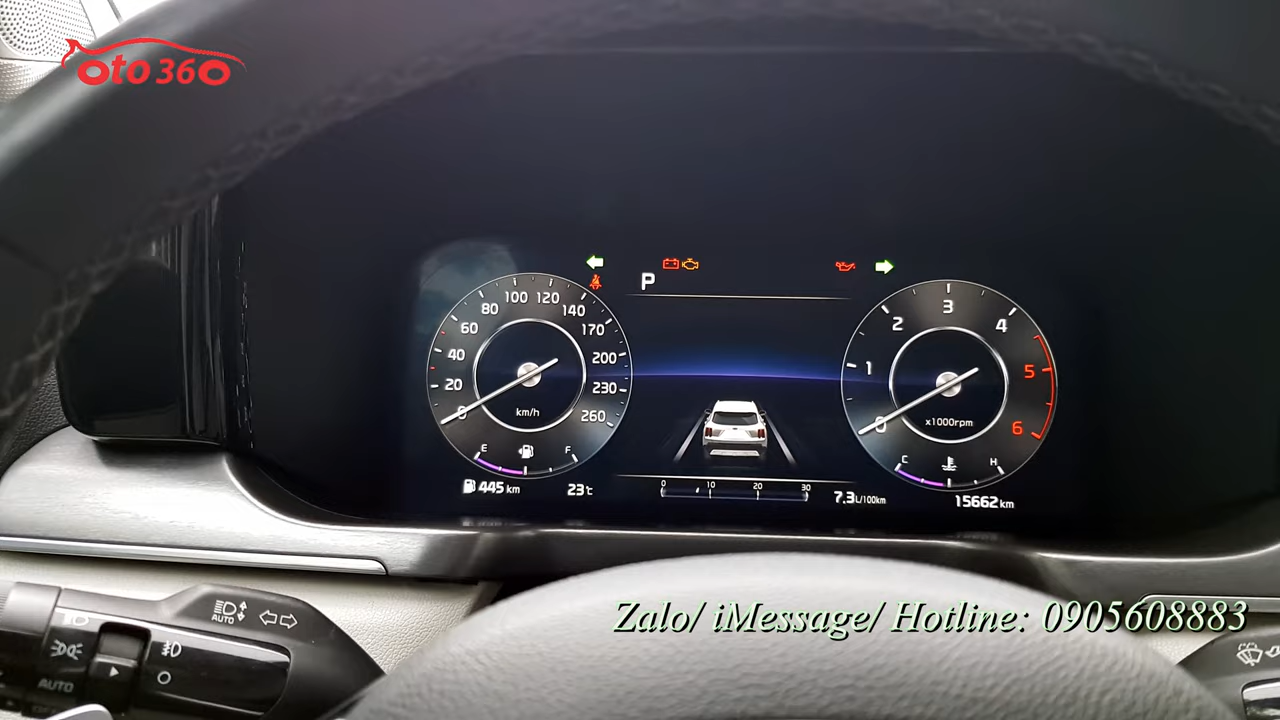 oto 360
P
0 20 40 60 80 100 120 140 170 200 230 260
km/h
E F
445 km
23°c
0 10 20 30
7.3L/100km
0 1 2 3 4 5 6
x1000rpm
C H
15662 km
AUTO
AUTO
Zalo/ iMessage/ Hotline: 0905608883